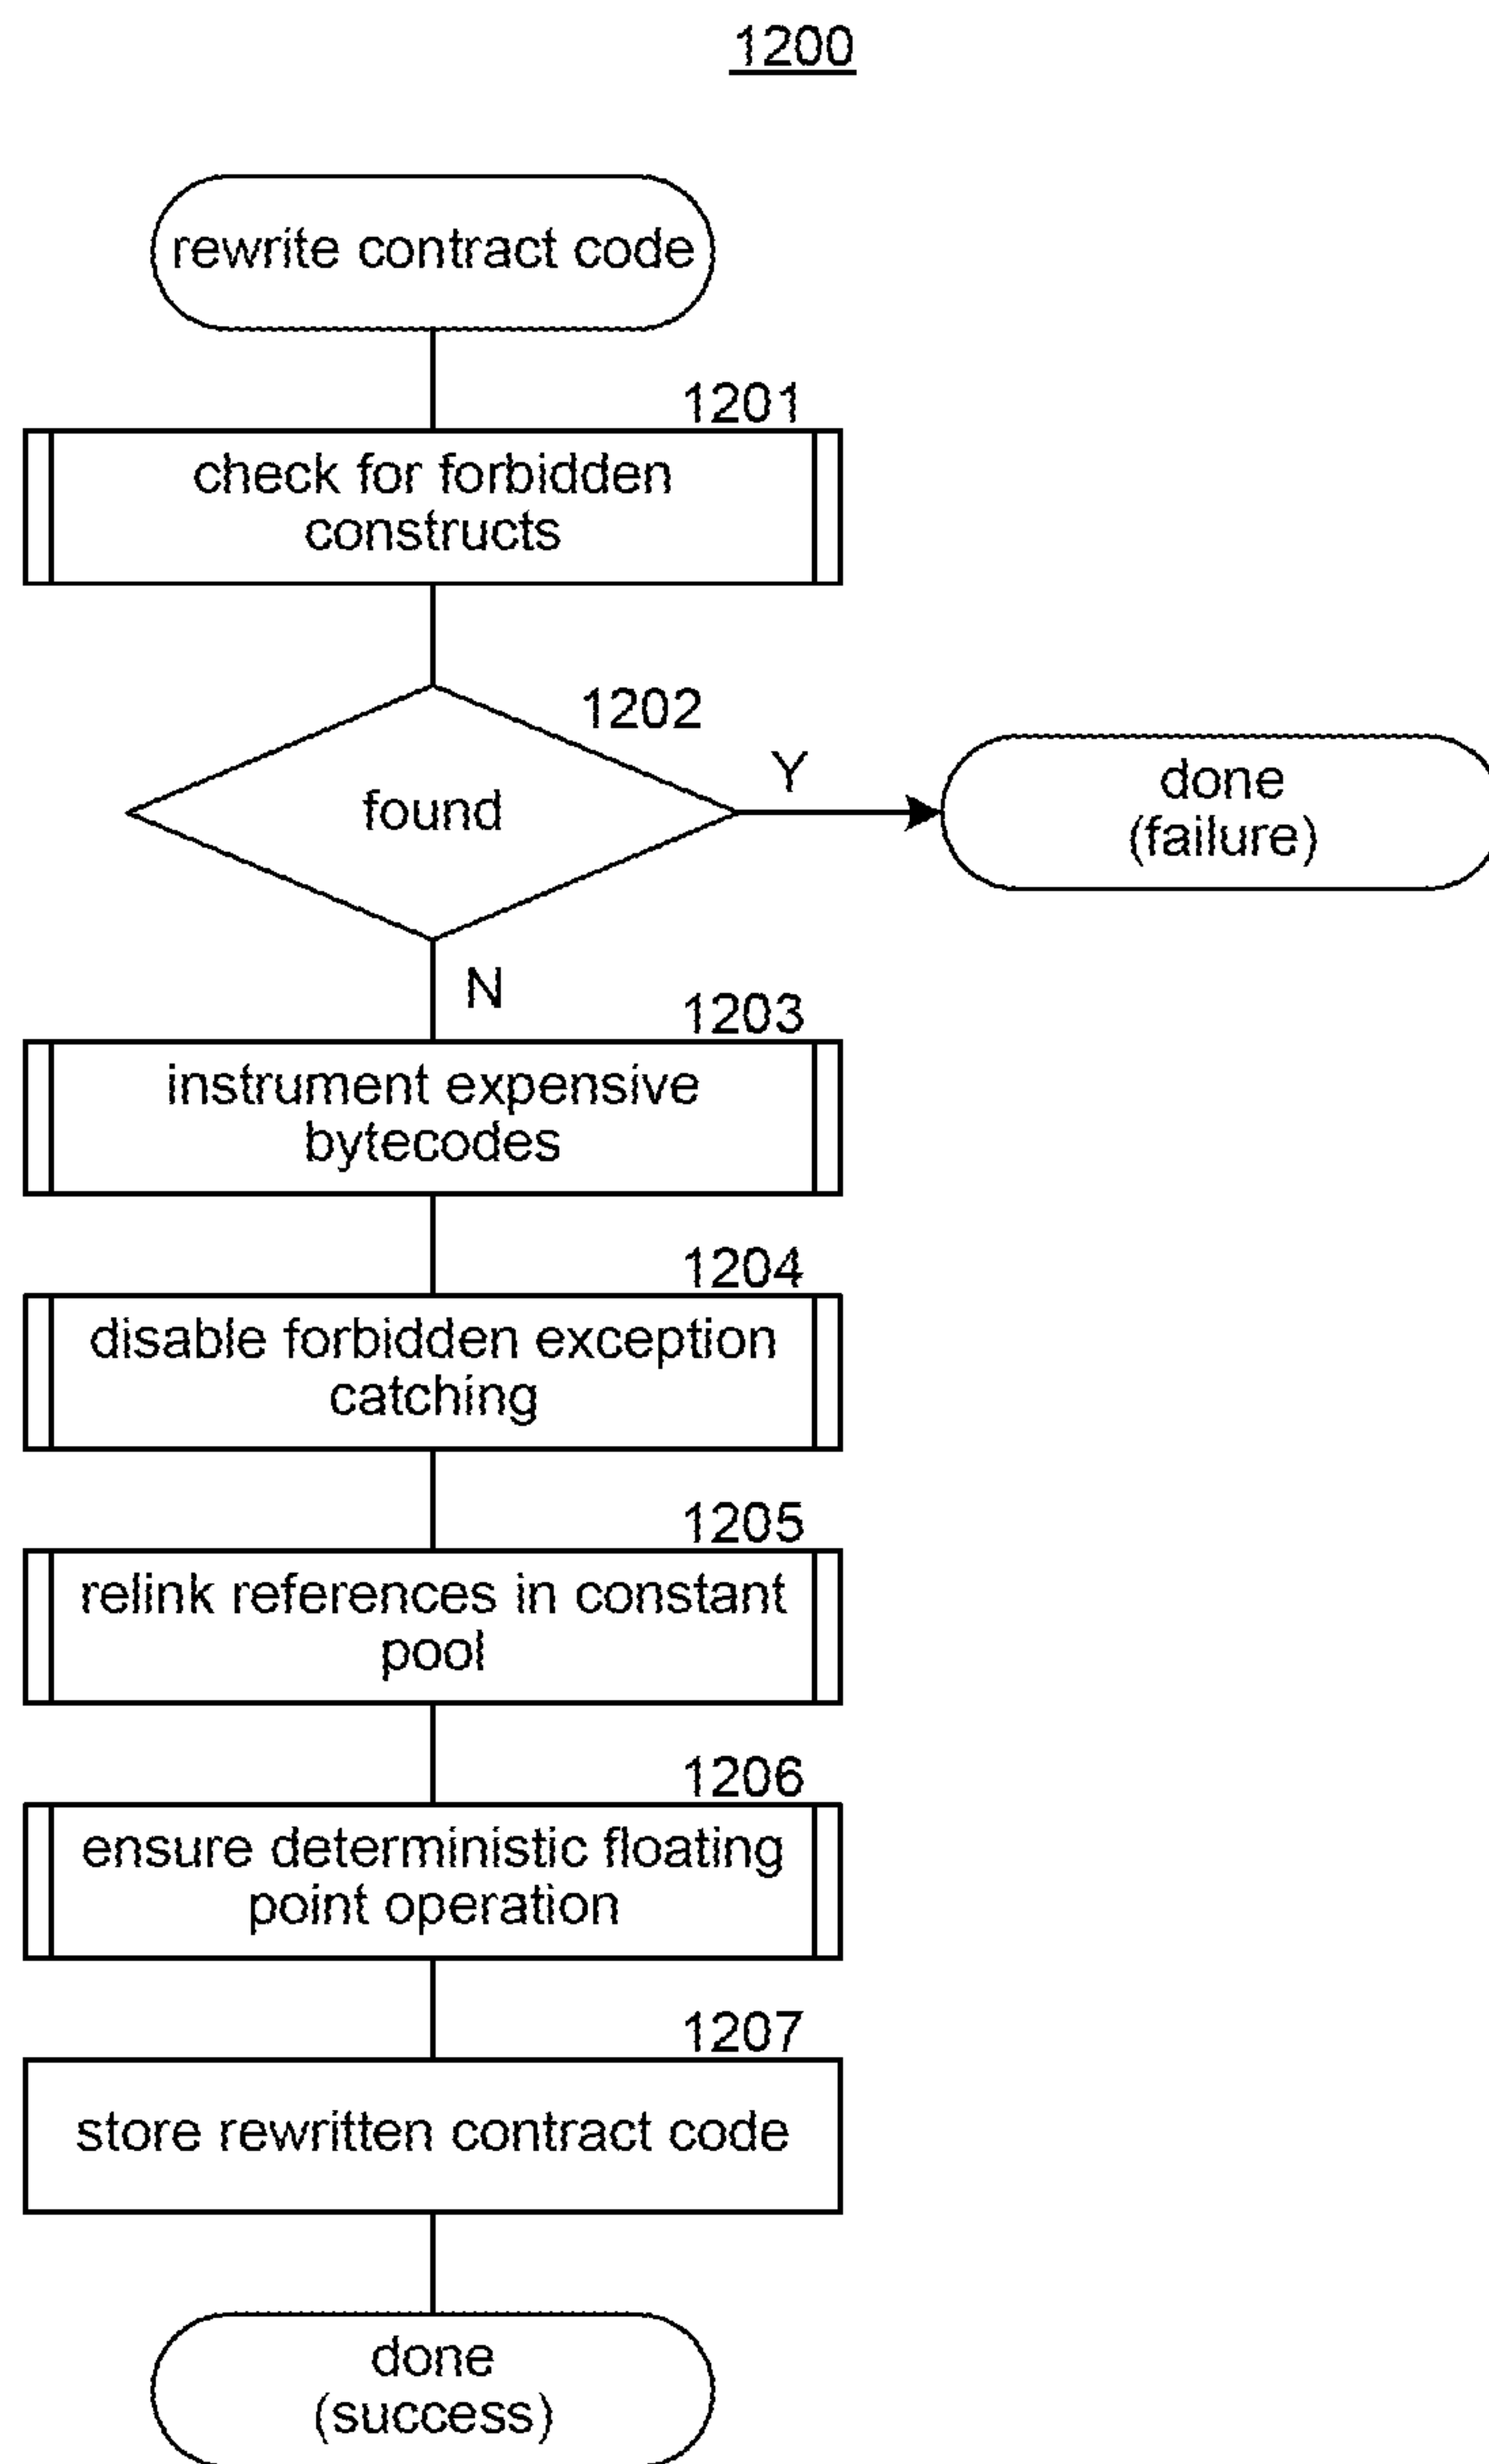 1200
rewrite contract code
1201
check for forbidden
constructs
1202
found
Y
done
(failure)
N
1203
instrument expensive
bytecodes
1204
disable forbidden exception
catching
1205
relink references in constant
pool
1206
ensure deterministic floating
point operation
1207
store rewritten contract code
done
(success)